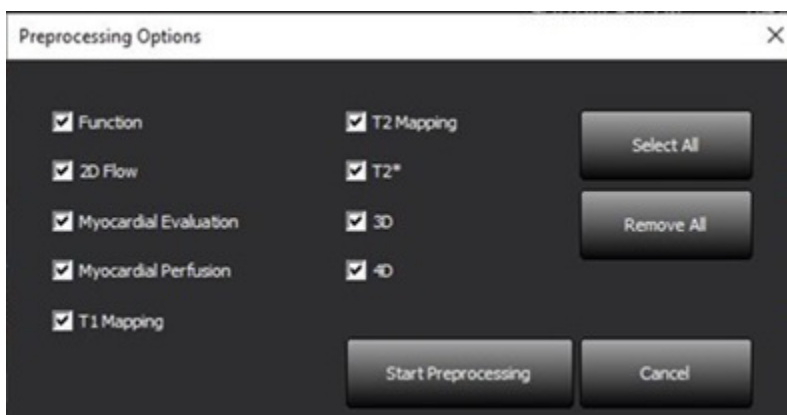 Preprocessing Options
Function
2D Flow
Myocardial Evaluation
Myocardial Perfusion
T1 Mapping
T2 Mapping
T2*
3D
4D
Select All
Remove All
Start Preprocessing
Cancel